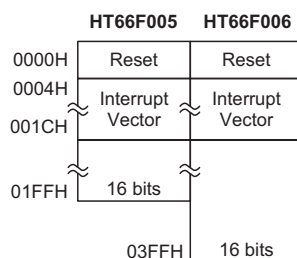 HT66F005 HT66F006
0000H Reset Reset
0004H
Interrupt Interrupt
Vector Vector
001CH
01FFH 16 bits
03FFH 16 bits